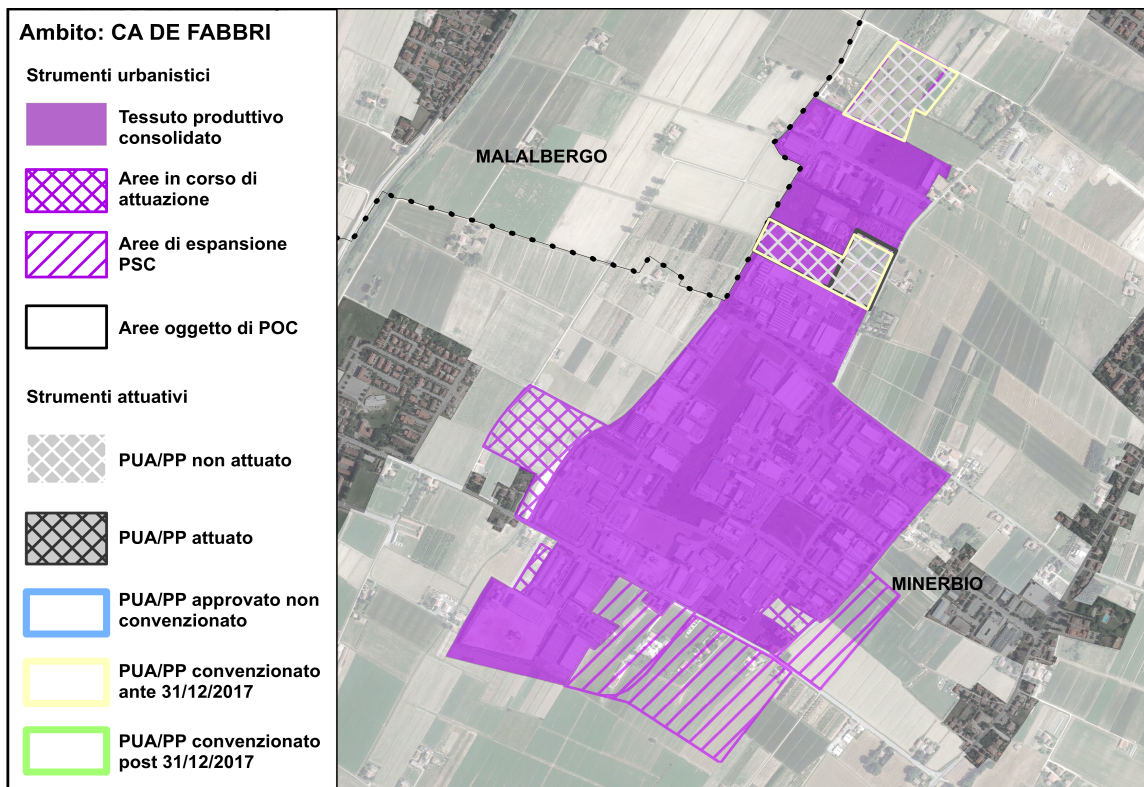 Ambito: CA DE FABBRI
Strumenti urbanistici
Tessuto produttivo
consolidato
Aree in corso di
attuazione
Aree di espansione
PSC
Aree oggetto di POC
Strumenti attuativi
PUA/PP non attuato
PUA/PP attuato
PUA/PP approvato non
convenzionato
PUA/PP convenzionato
ante 31/12/2017
PUA/PP convenzionato
post 31/12/2017
MALALBERGO
MINERBIO